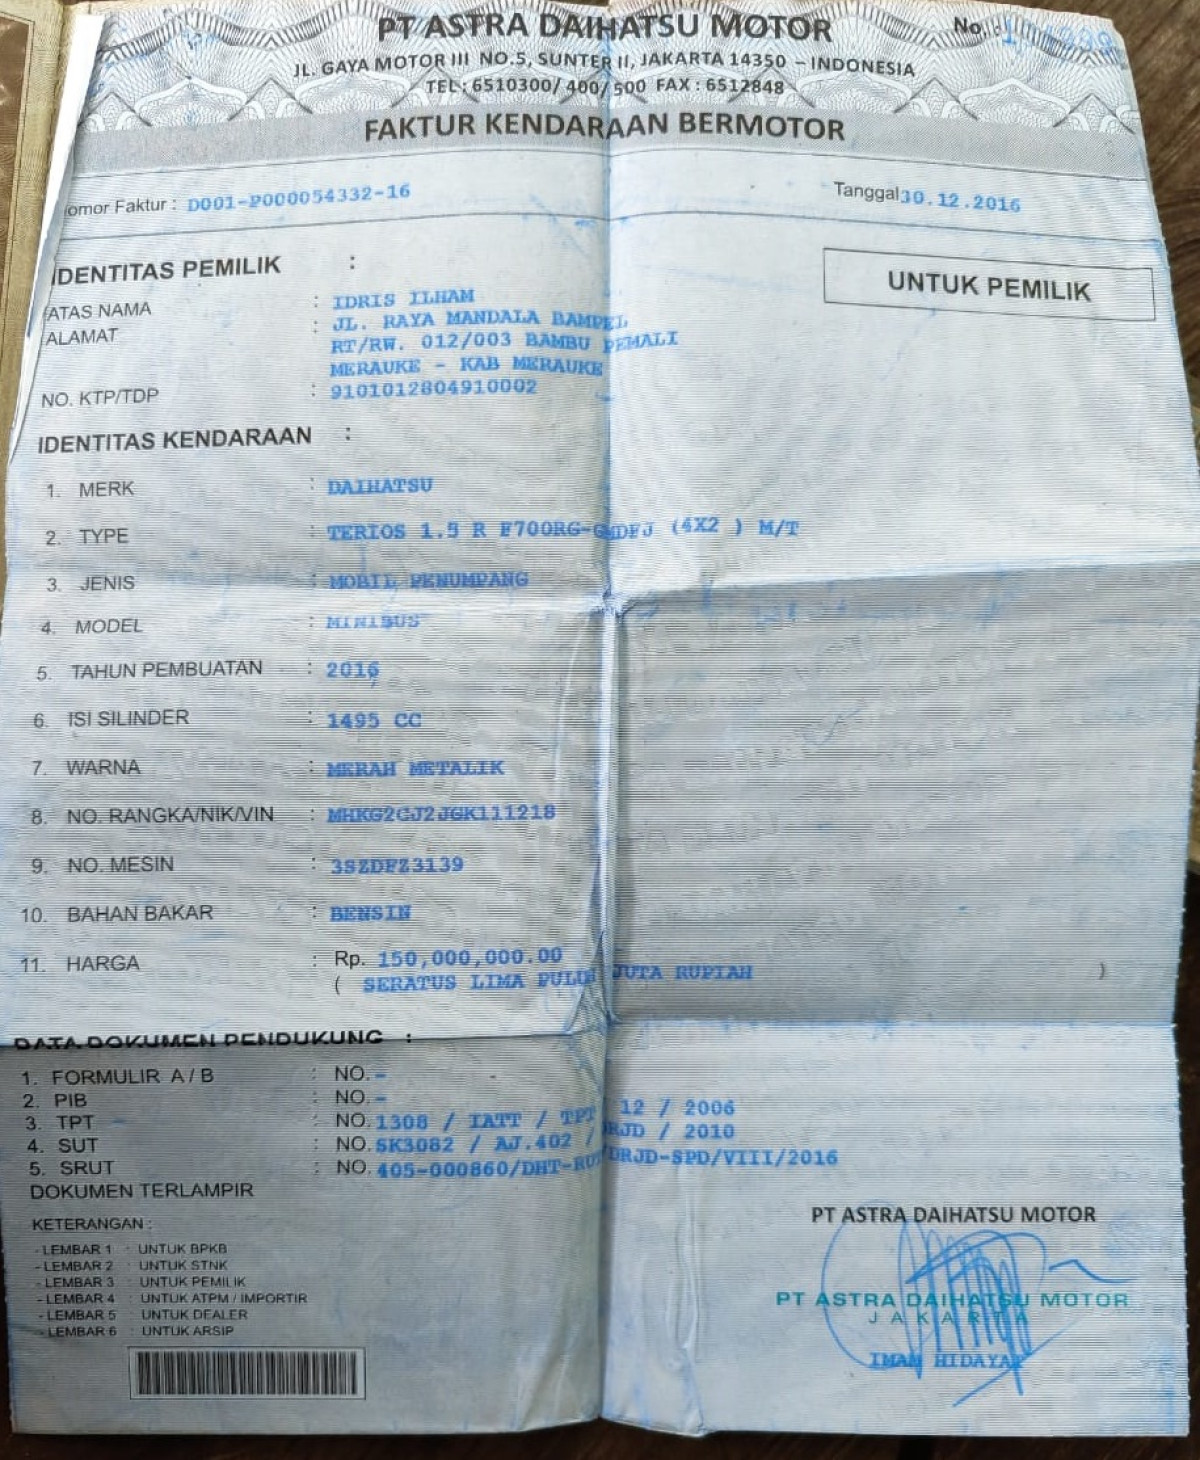 PT ASTRA DAIHATSU MOTOR
No. :
JL. GAYA MOTOR III NO.5, SUNTER II, JAKARTA 14350 – INDONESIA
TEL : 6510300/ 400/ 500 FAX : 6512848
FAKTUR KENDARAAN BERMOTOR
omor Faktur : D001-P000054332-16
Tanggal 30.12.2016
IDENTITAS PEMILIK :
UNTUK PEMILIK
ATAS NAMA : IDRIS ILHAM
ALAMAT : JL. RAYA MANDALA BAMPEL
RT/RW. 012/003 BAMBU PEMALI
MERAUKE - KAB MERAUKE
NO. KTP/TDP : 9101012804910002
IDENTITAS KENDARAAN :
1. MERK : DAIHATSU
2. TYPE : TERIOS 1.5 R F700RG-GMDFJ (4X2 ) M/T
3. JENIS : MOBIL PENUMPANG
4. MODEL : MINIBUS
5. TAHUN PEMBUATAN : 2016
6. ISI SILINDER : 1495 CC
7. WARNA : MERAH METALIK
8. NO. RANGKA/NIK/VIN : MHKG2CJ2JGK111218
9. NO. MESIN : 3SZDFZ3139
10. BAHAN BAKAR : BENSIN
11. HARGA : Rp. 150,000,000.00
( SERATUS LIMA PULUH JUTA RUPIAH )
DATA DOKUMEN PENDUKUNG :
1. FORMULIR A / B : NO. -
2. PIB : NO. -
3. TPT : NO. 1308 / IATT / TPT 12 / 2006
4. SUT : NO. SK3082 / AJ.402 / DRJD / 2010
5. SRUT : NO. 405-000860/DHT-RU DRJD-SPD/VIII/2016
DOKUMEN TERLAMPIR
KETERANGAN :
- LEMBAR 1 : UNTUK BPKB
- LEMBAR 2 : UNTUK STNK
- LEMBAR 3 : UNTUK PEMILIK
- LEMBAR 4 : UNTUK ATPM / IMPORTIR
- LEMBAR 5 : UNTUK DEALER
- LEMBAR 6 : UNTUK ARSIP
PT ASTRA DAIHATSU MOTOR
PT ASTRA DAIHATSU MOTOR
JAKARTA
IMAN HIDAYAT